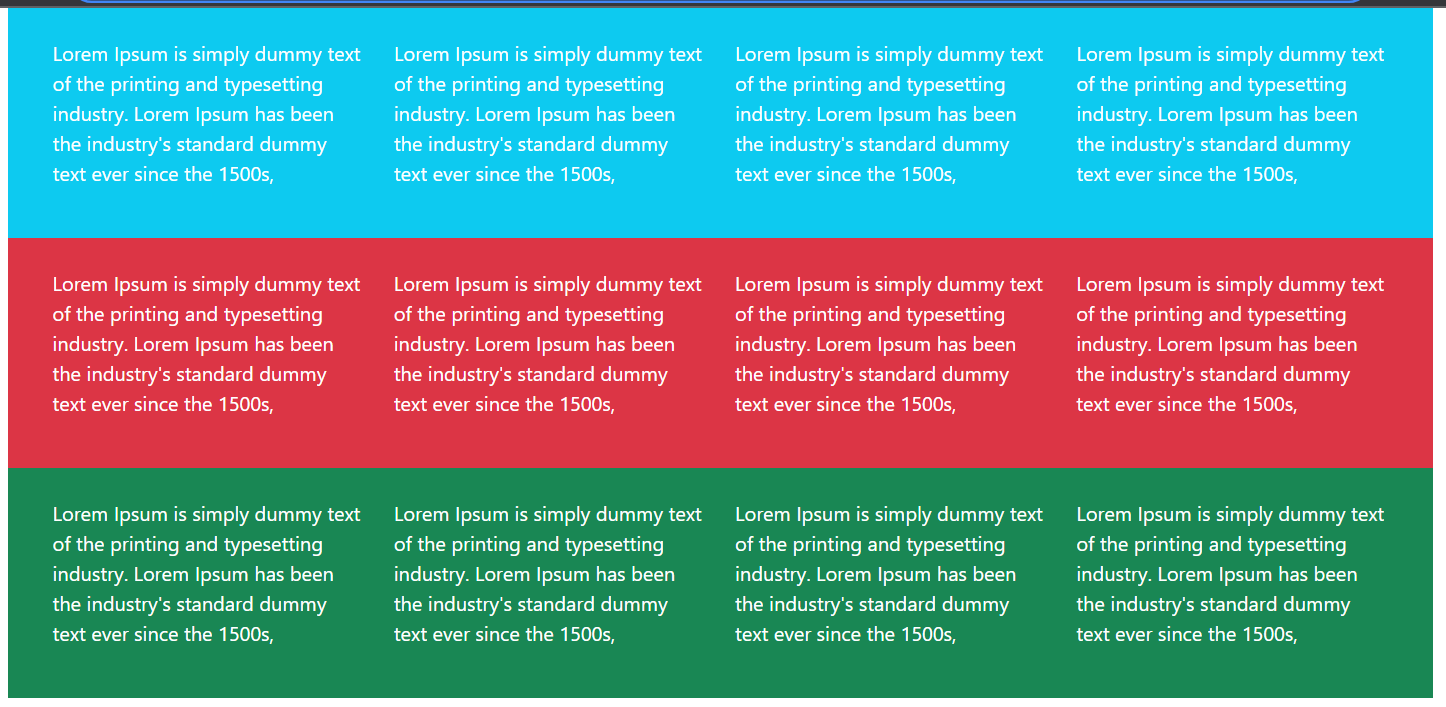 Lorem Ipsum is simply dummy text
of the printing and typesetting
industry. Lorem Ipsum has been
the industry's standard dummy
text ever since the 1500s,
Lorem Ipsum is simply dummy text
of the printing and typesetting
industry. Lorem Ipsum has been
the industry's standard dummy
text ever since the 1500s,
Lorem Ipsum is simply dummy text
of the printing and typesetting
industry. Lorem Ipsum has been
the industry's standard dummy
text ever since the 1500s,
Lorem Ipsum is simply dummy text
of the printing and typesetting
industry. Lorem Ipsum has been
the industry's standard dummy
text ever since the 1500s,
Lorem Ipsum is simply dummy text
of the printing and typesetting
industry. Lorem Ipsum has been
the industry's standard dummy
text ever since the 1500s,
Lorem Ipsum is simply dummy text
of the printing and typesetting
industry. Lorem Ipsum has been
the industry's standard dummy
text ever since the 1500s,
Lorem Ipsum is simply dummy text
of the printing and typesetting
industry. Lorem Ipsum has been
the industry's standard dummy
text ever since the 1500s,
Lorem Ipsum is simply dummy text
of the printing and typesetting
industry. Lorem Ipsum has been
the industry's standard dummy
text ever since the 1500s,
Lorem Ipsum is simply dummy text
of the printing and typesetting
industry. Lorem Ipsum has been
the industry's standard dummy
text ever since the 1500s,
Lorem Ipsum is simply dummy text
of the printing and typesetting
industry. Lorem Ipsum has been
the industry's standard dummy
text ever since the 1500s,
Lorem Ipsum is simply dummy text
of the printing and typesetting
industry. Lorem Ipsum has been
the industry's standard dummy
text ever since the 1500s,
Lorem Ipsum is simply dummy text
of the printing and typesetting
industry. Lorem Ipsum has been
the industry's standard dummy
text ever since the 1500s,